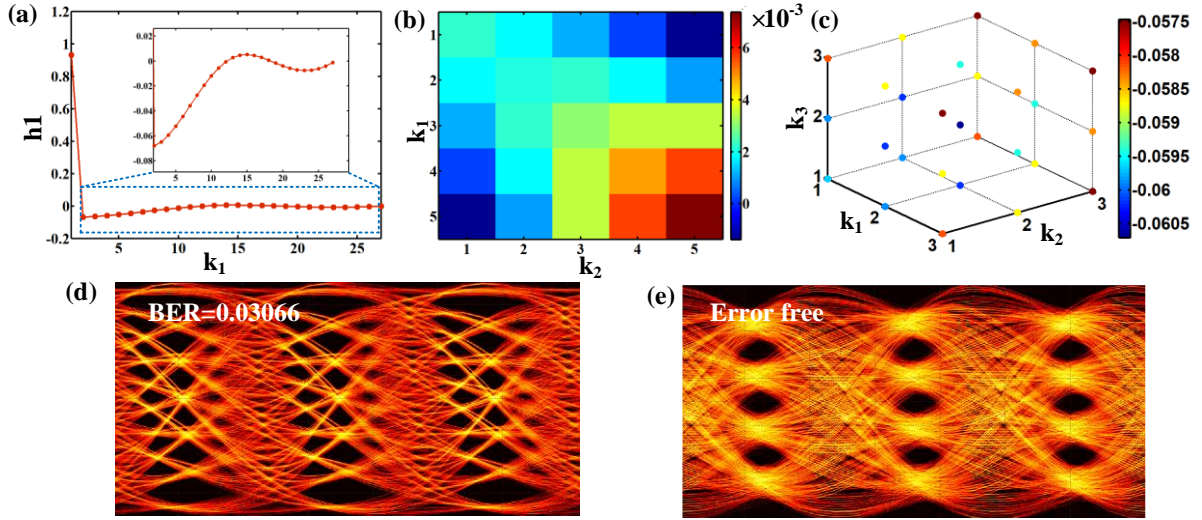 (a)
h1
1.2
1
0.8
0.6
0.4
0.2
0
-0.2
5 10 15 20 25
k1
0.02
0
-0.02
-0.04
-0.06
-0.08
5 10 15 20 25
(b)
k1
1
2
3
4
5
1 2 3 4 5
k2
×10-3
6
4
2
0
(c)
k3
3
2
1
k1
1
2
3
k2
1
2
3
-0.0575
-0.058
-0.0585
-0.059
-0.0595
-0.06
-0.0605
(d)
BER=0.03066
(e)
Error free